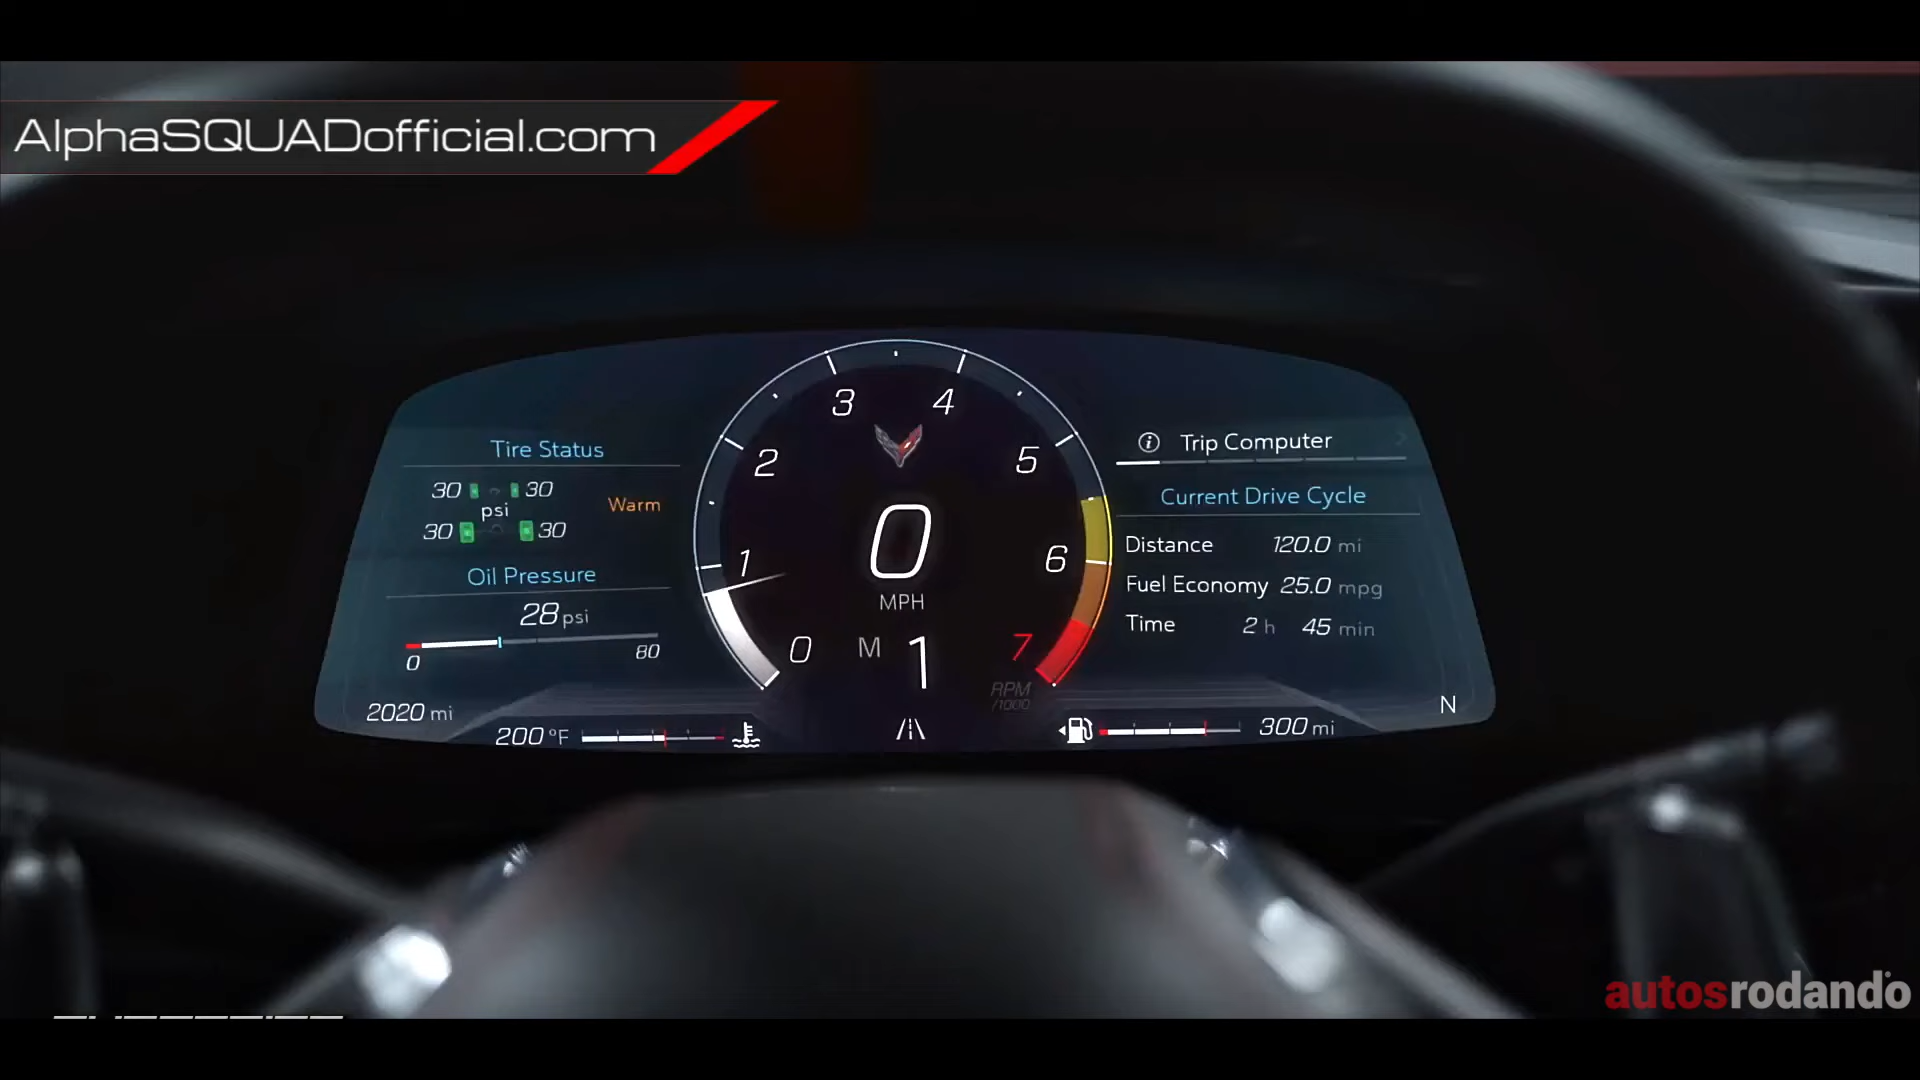 AlphaSQUADofficial.com
Tire Status
30 30
psi
30 30
Warm
Oil Pressure
28 psi
0 80
2020 mi
200 °F
0
1
2
3
4
5
6
7
RPM
/1000
0
MPH
M 1
Trip Computer
Current Drive Cycle
Distance 120.0 mi
Fuel Economy 25.0 mpg
Time 2 h 45 min
300 mi
N
autosrodando